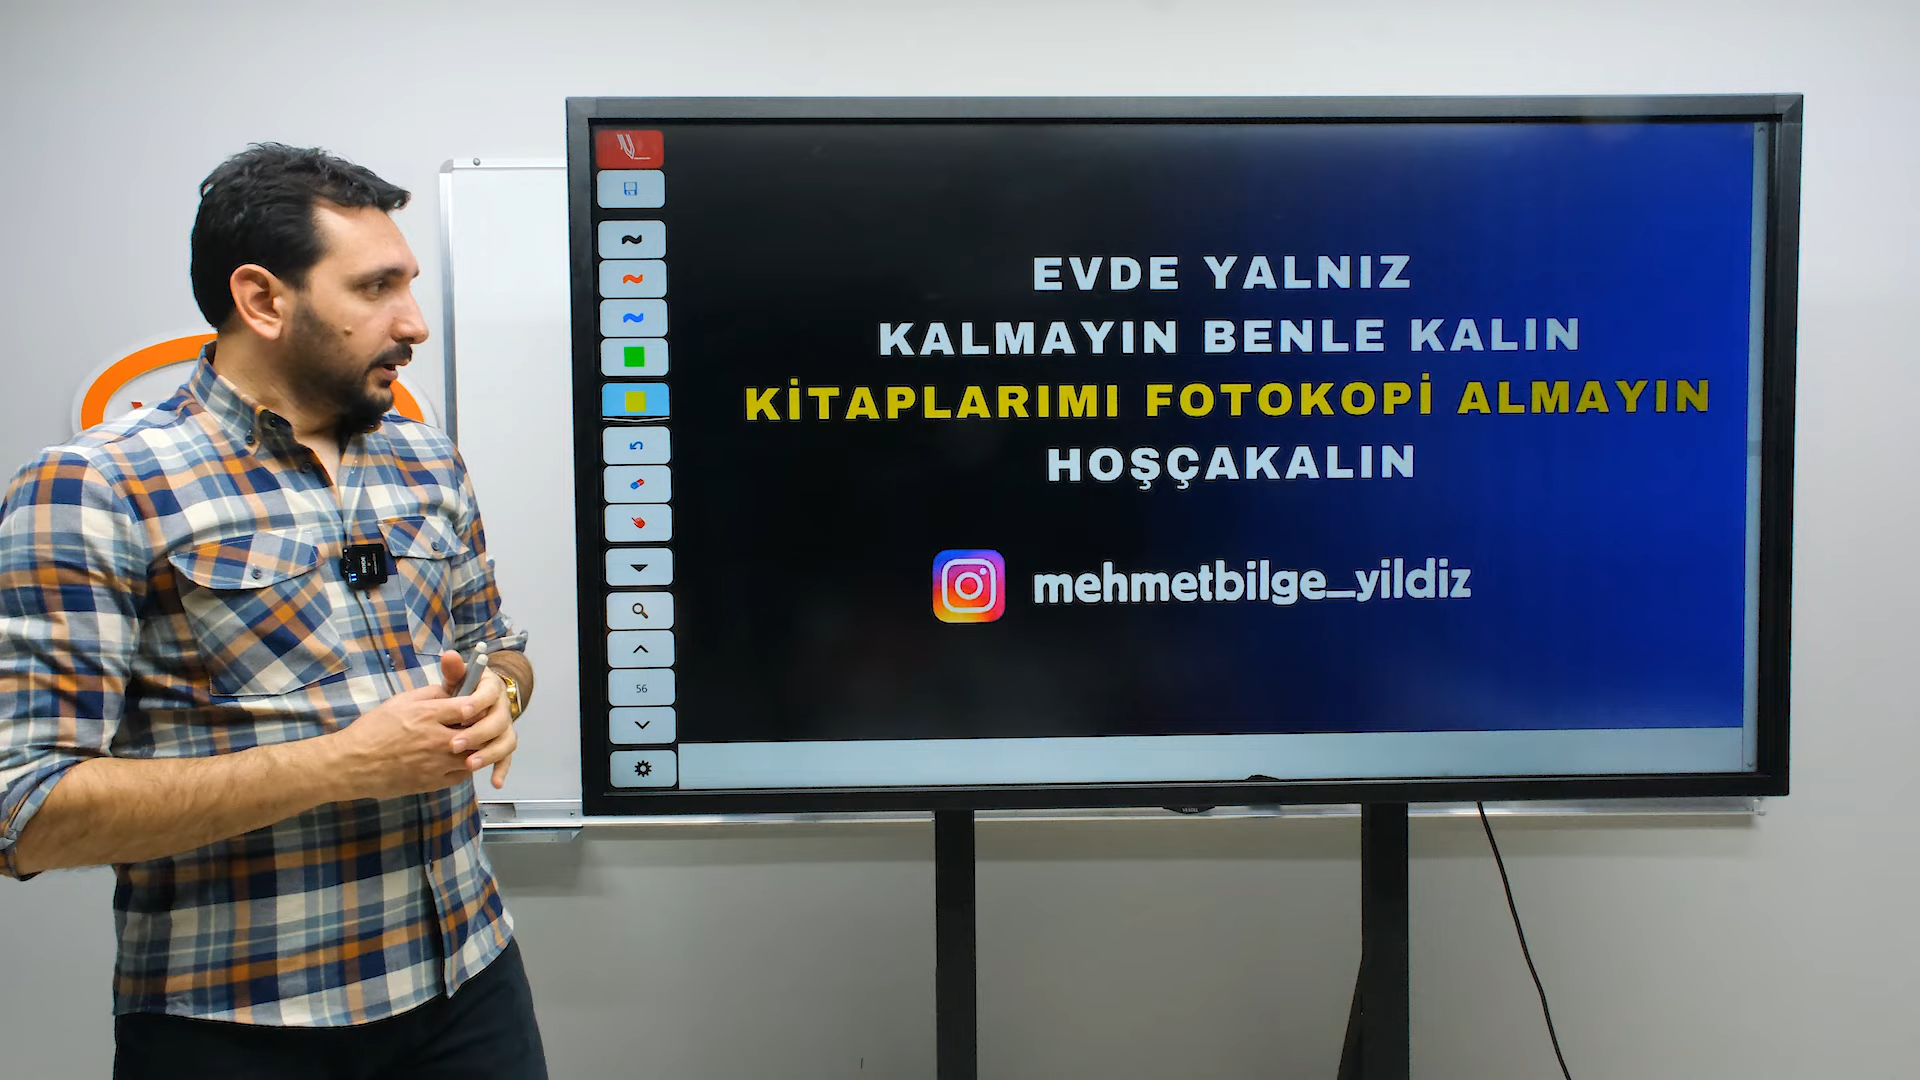 EVDE YALNIZ
KALMAYIN BENLE KALIN
KİTAPLARIMI FOTOKOPİ ALMAYIN
HOŞÇAKALIN
mehmetbilge_yildiz
56